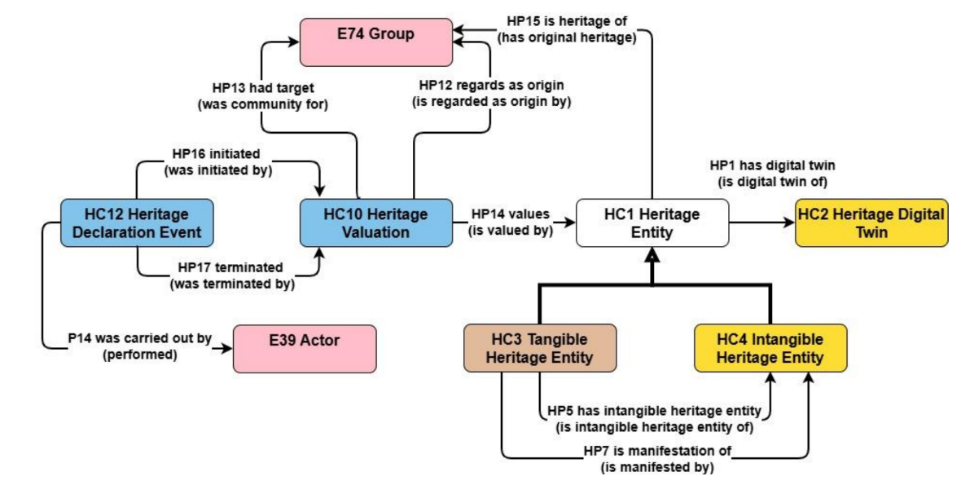 HP15 is heritage of
(has original heritage)
E74 Group
HP13 had target
(was community for)
HP12 regards as origin
(is regarded as origin by)
HP16 initiated
(was initiated by)
HP1 has digital twin
(is digital twin of)
HC12 Heritage
Declaration Event
HC10 Heritage
Valuation
HP14 values
(is valued by)
HC1 Heritage
Entity
HC2 Heritage Digital
Twin
HP17 terminated
(was terminated by)
P14 was carried out by
(performed)
E39 Actor
HC3 Tangible
Heritage Entity
HC4 Intangible
Heritage Entity
HP5 has intangible heritage entity
(is intangible heritage entity of)
HP7 is manifestation of
(is manifested by)